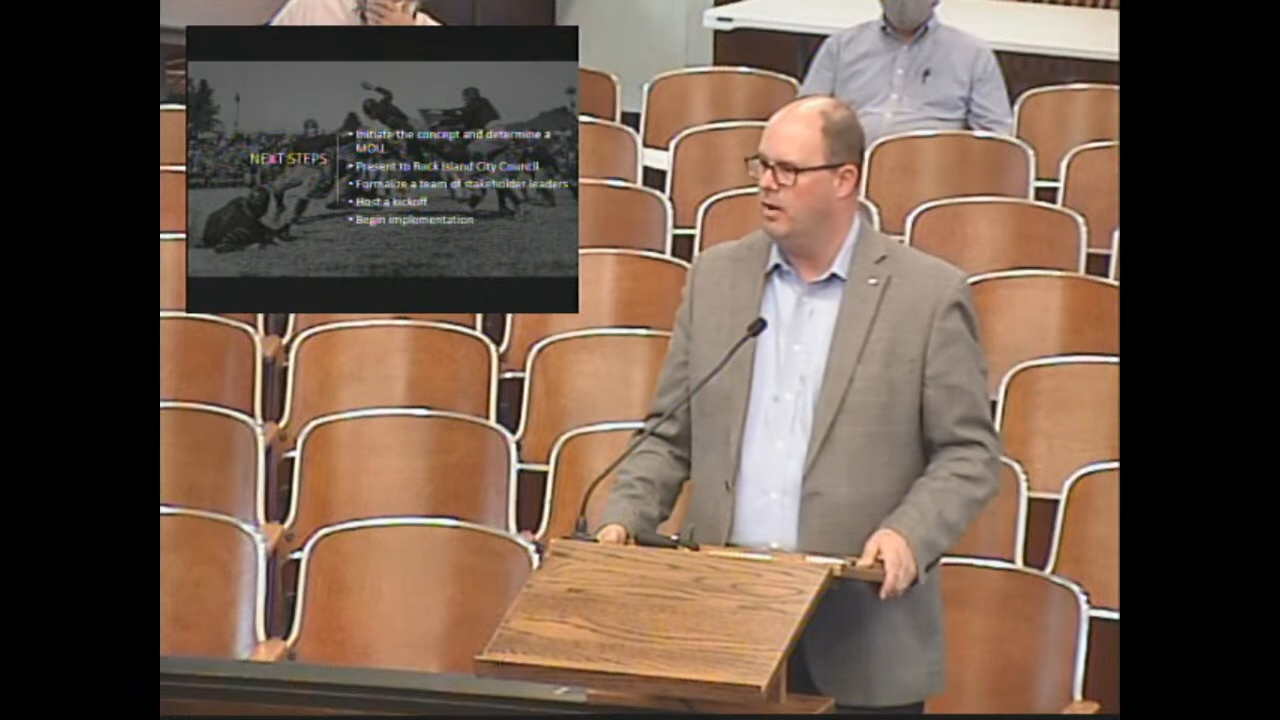 NEXT STEPS
• Initiate the concept and determine a
MOU
• Present to Rock Island City Council
• Formalize a team of stakeholder leaders
• Host a kickoff
• Begin implementation